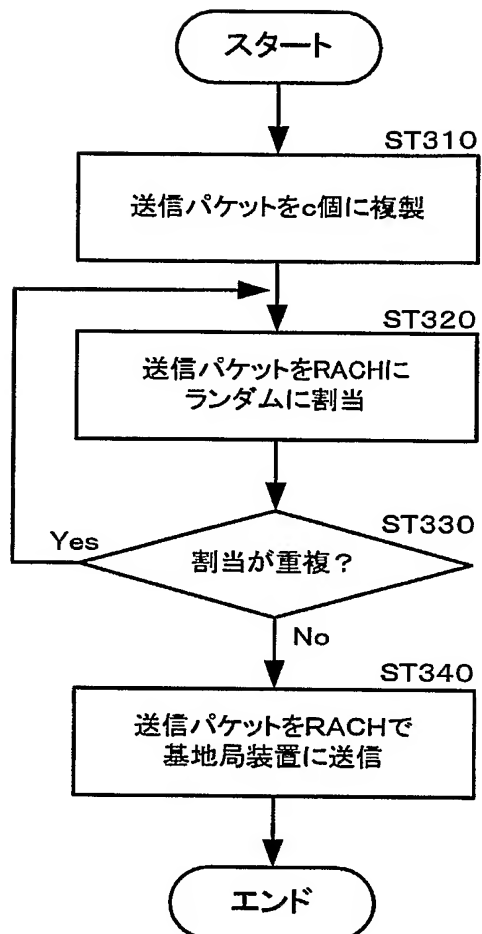 スタート
ST310
送信パケットをc個に複製
ST320
送信パケットをRACHに
ランダムに割当
ST330
Yes
割当が重複？
No
ST340
送信パケットをRACHで
基地局装置に送信
エンド